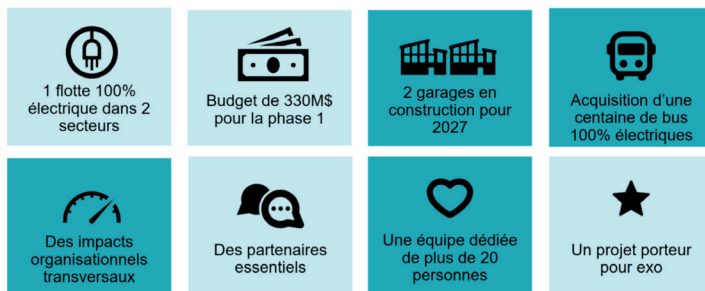 1 flotte 100%
électrique dans 2
secteurs
Budget de 330M$
pour la phase 1
2 garages en
construction pour
2027
Acquisition d'une
centaine de bus
100% électriques
Des impacts
organisationnels
transversaux
Des partenaires
essentiels
Une équipe dédiée
de plus de 20
personnes
Un projet porteur
pour exo